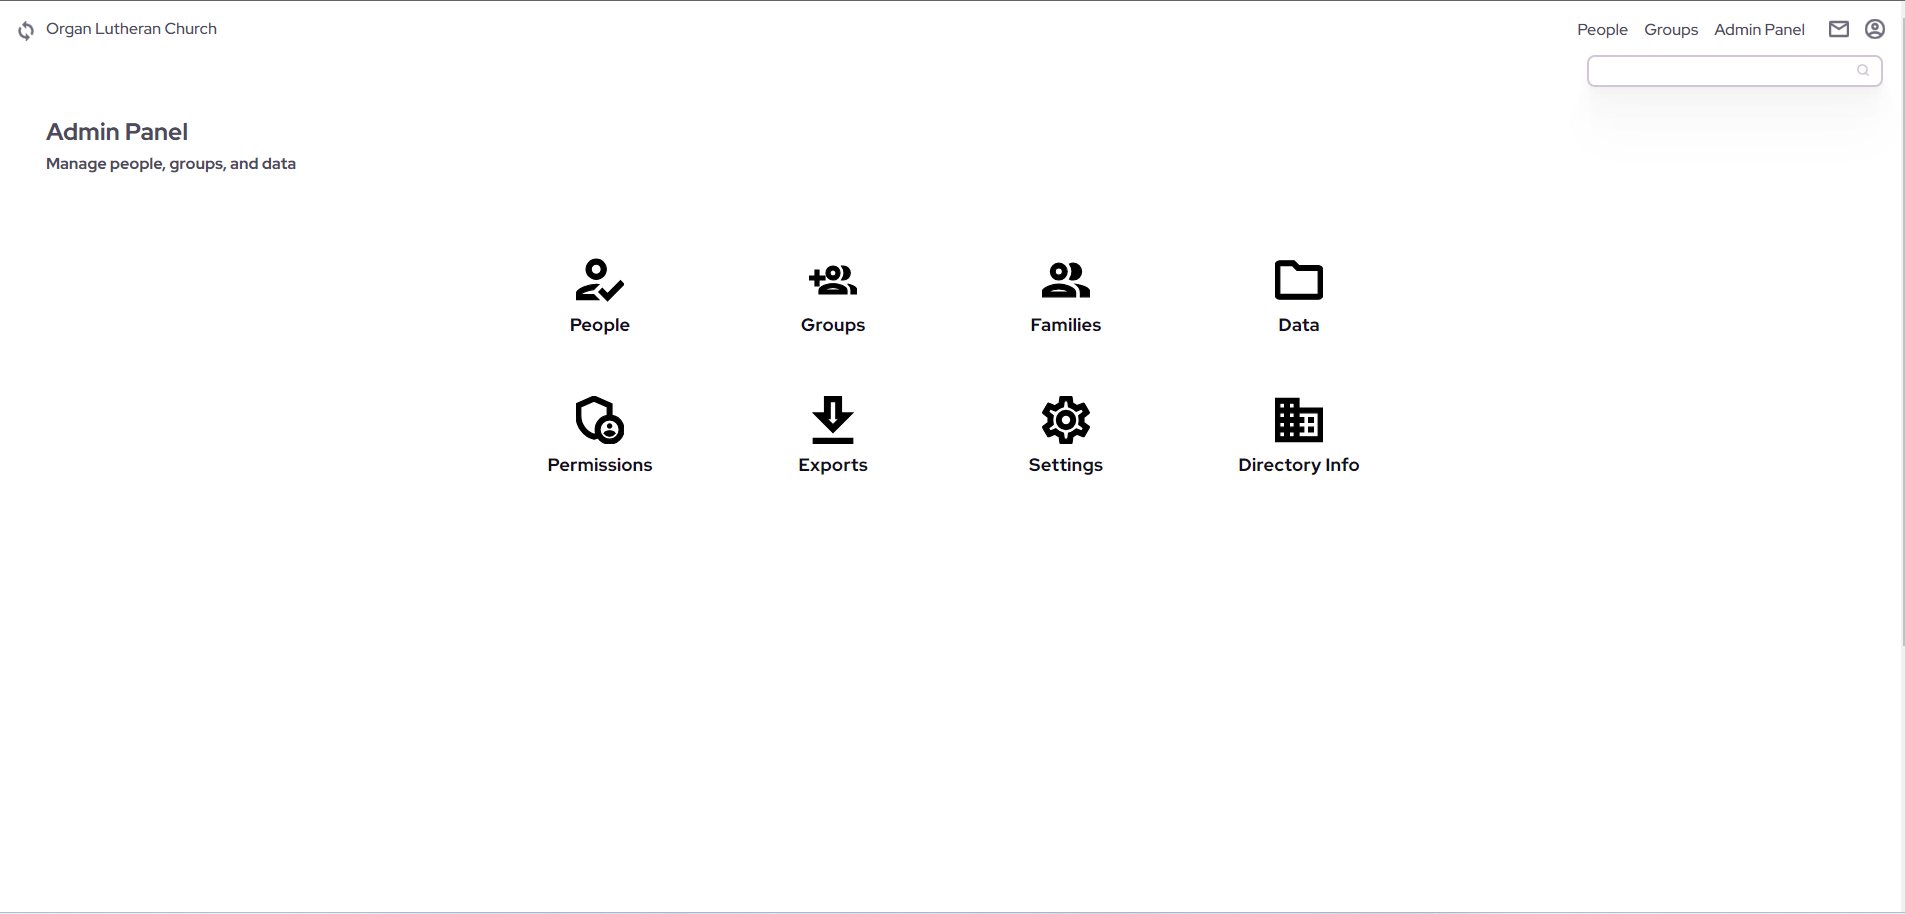 Organ Lutheran Church
People Groups Admin Panel
Admin Panel
Manage people, groups, and data
People Groups Families Data
Permissions Exports Settings Directory Info